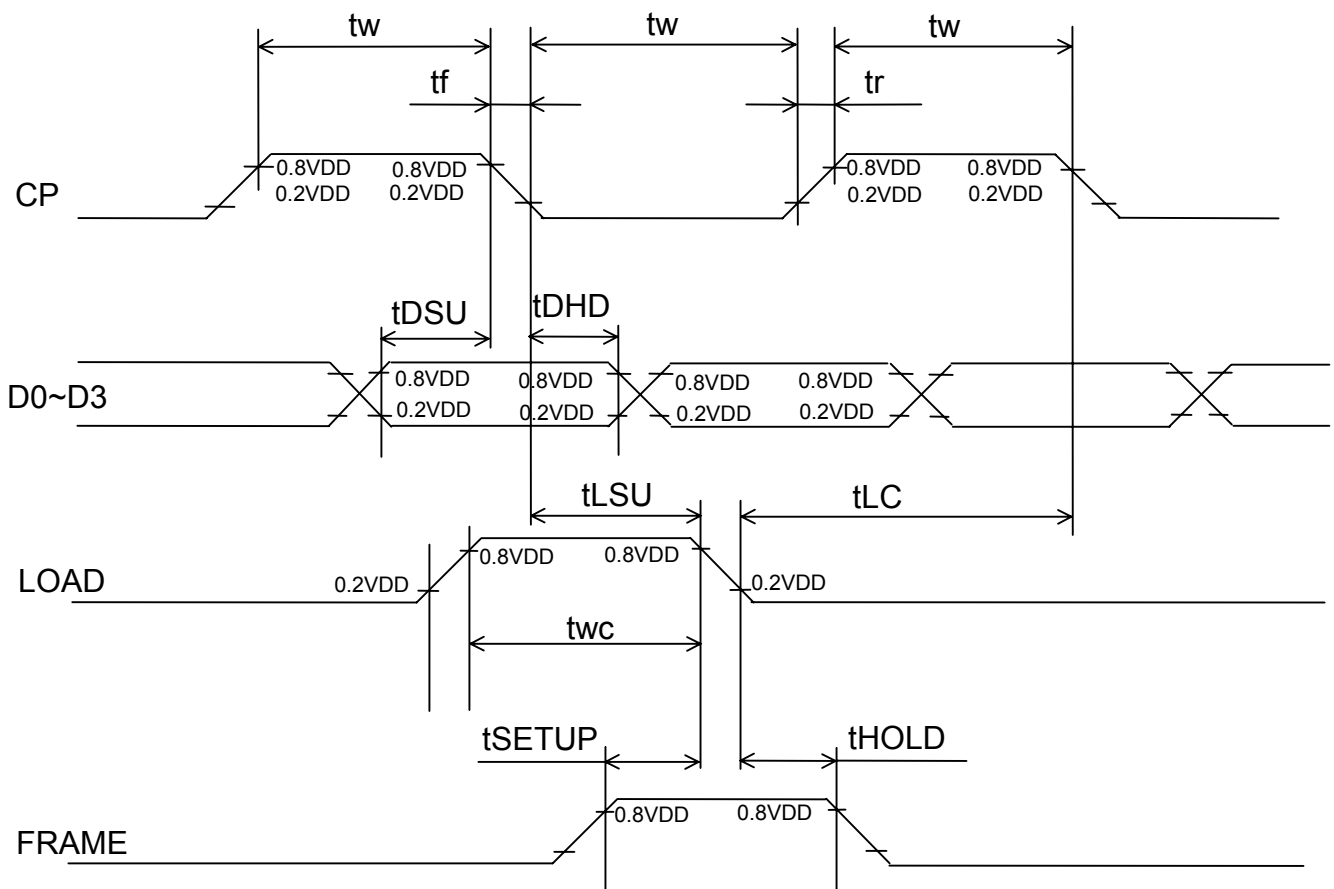 tw tw tw
tf tr
0.8VDD 0.8VDD 0.8VDD 0.8VDD
CP 0.2VDD 0.2VDD 0.2VDD 0.2VDD
tDSU tDHD
0.8VDD 0.8VDD 0.8VDD 0.8VDD
D0~D3 0.2VDD 0.2VDD 0.2VDD 0.2VDD
tLSU tLC
0.8VDD 0.8VDD
LOAD 0.2VDD 0.2VDD
twc
tSETUP tHOLD
0.8VDD 0.8VDD
FRAME